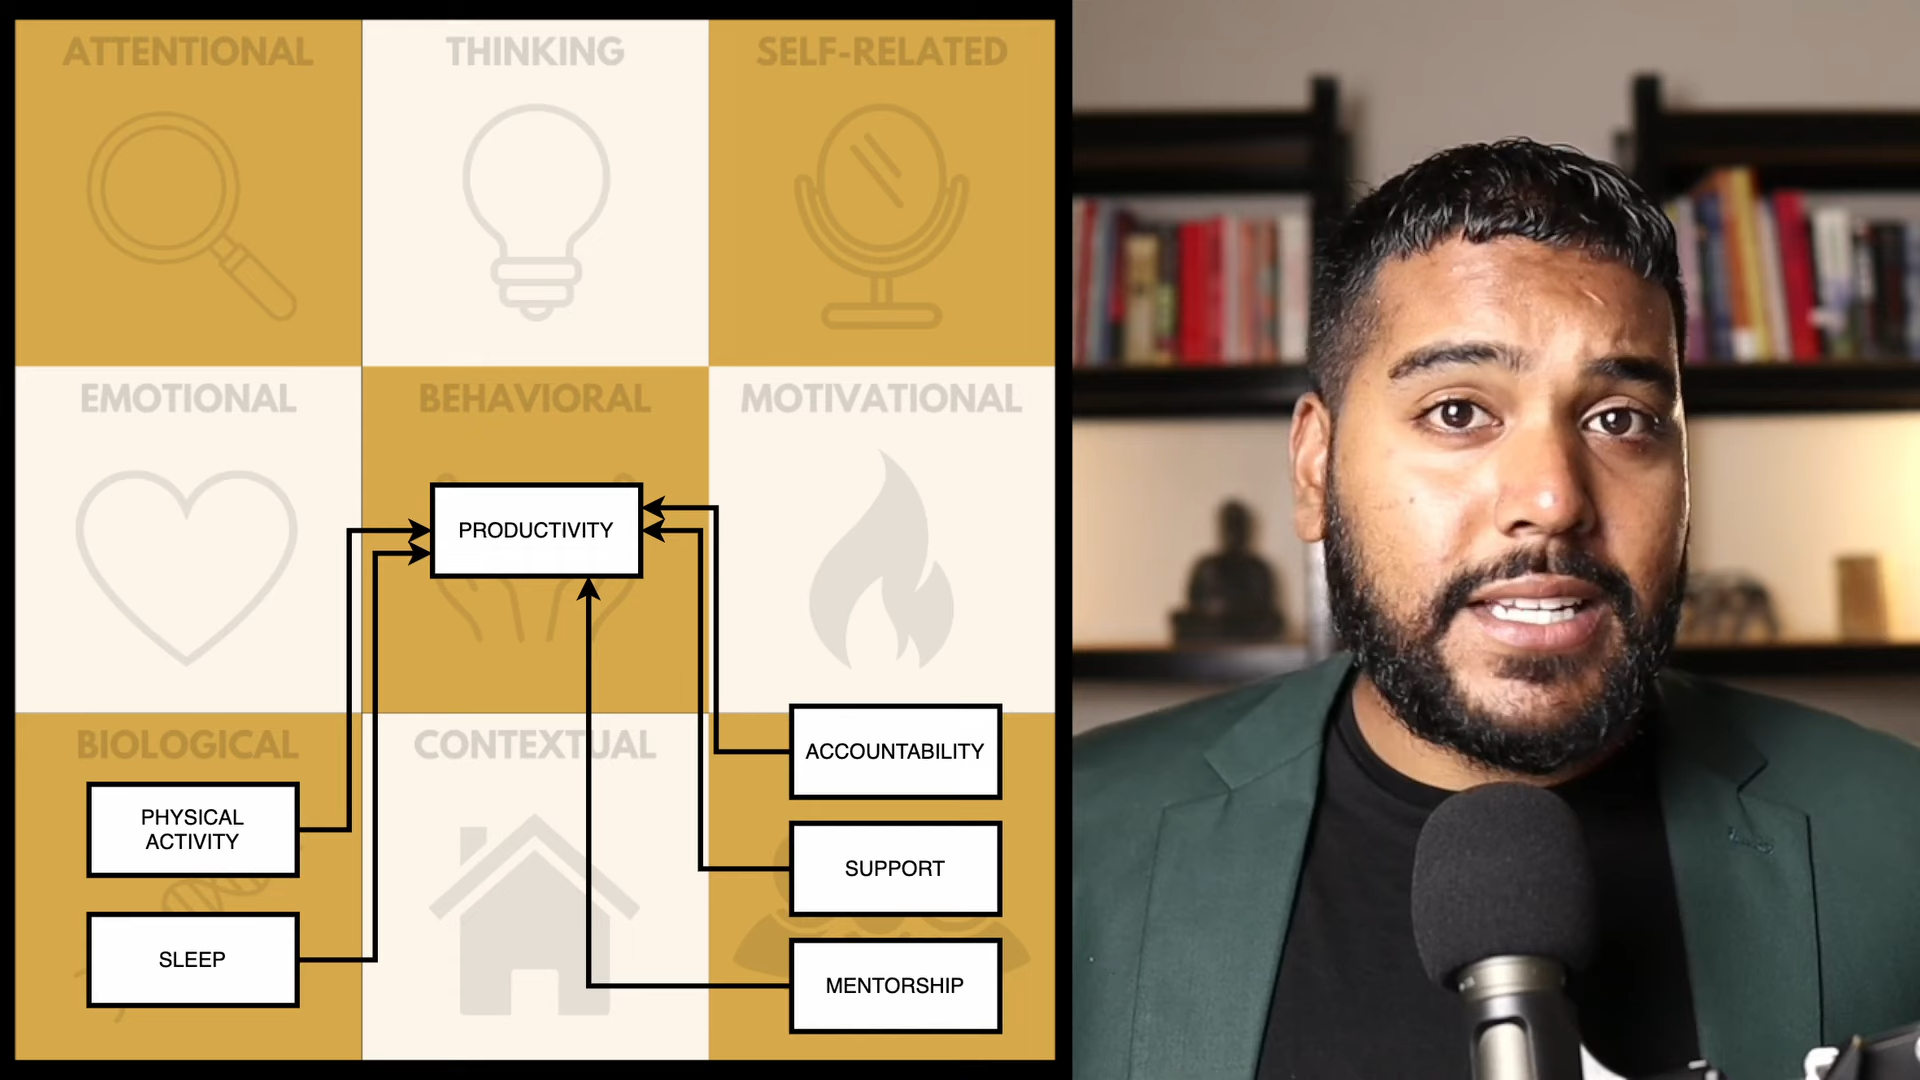 ATTENTIONAL
THINKING
SELF-RELATED
EMOTIONAL
BEHAVIORAL
MOTIVATIONAL
PRODUCTIVITY
BIOLOGICAL
CONTEXTUAL
ACCOUNTABILITY
PHYSICAL
ACTIVITY
SUPPORT
SLEEP
MENTORSHIP